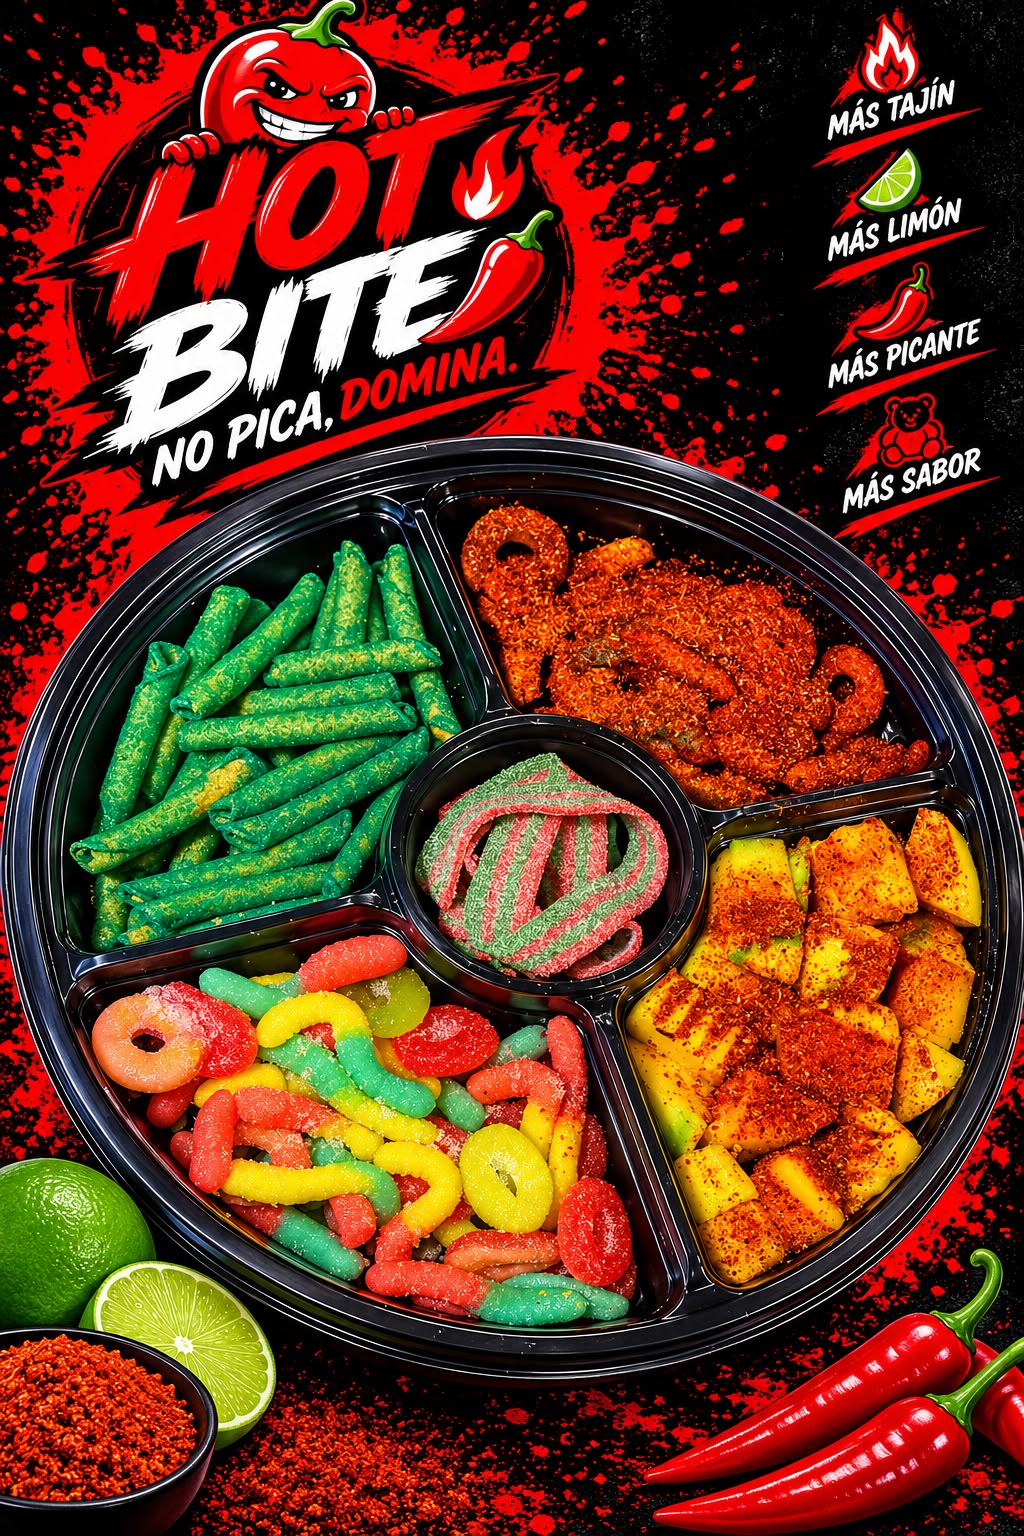 HOT
BITE
NO PICA, DOMINA.
MÁS TAJÍN
MÁS LIMÓN
MÁS PICANTE
MÁS SABOR